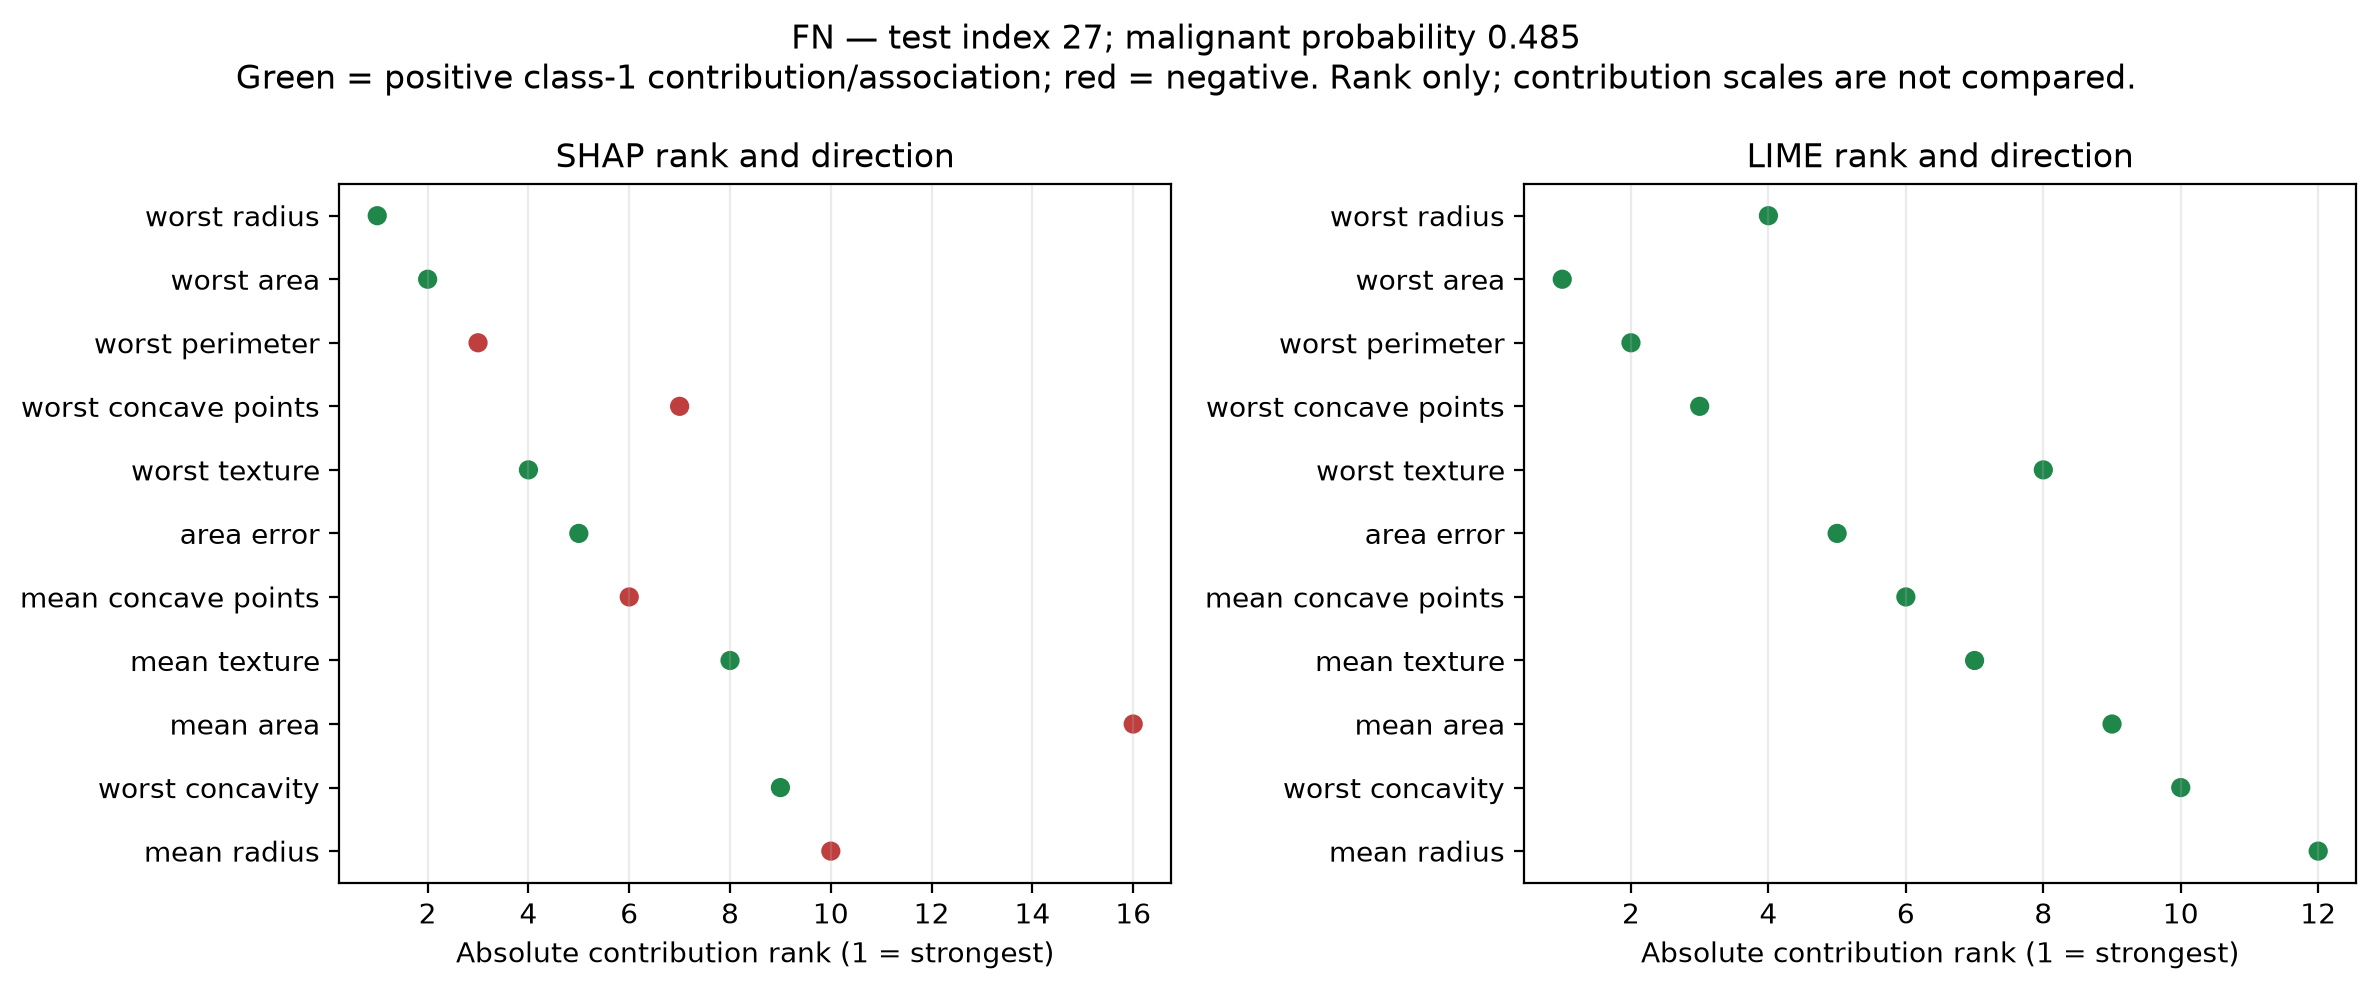 FN — test index 27; malignant probability 0.485
Green = positive class-1 contribution/association; red = negative. Rank only; contribution scales are not compared.
SHAP rank and direction
worst radius
worst area
worst perimeter
worst concave points
worst texture
area error
mean concave points
mean texture
mean area
worst concavity
mean radius
2 4 6 8 10 12 14 16
Absolute contribution rank (1 = strongest)
LIME rank and direction
worst radius
worst area
worst perimeter
worst concave points
worst texture
area error
mean concave points
mean texture
mean area
worst concavity
mean radius
2 4 6 8 10 12
Absolute contribution rank (1 = strongest)